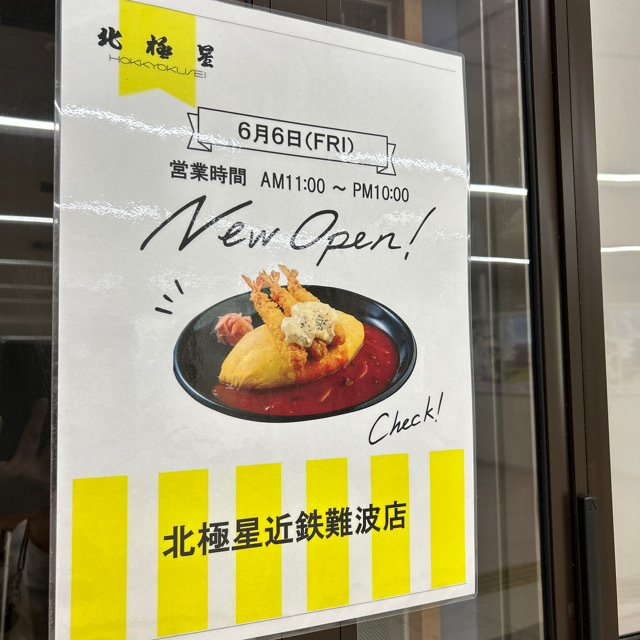 北極星
HOKKYOKUSEI
6月6日(FRI)
営業時間 AM11:00 〜 PM10:00
New Open!
Check!
北極星近鉄難波店